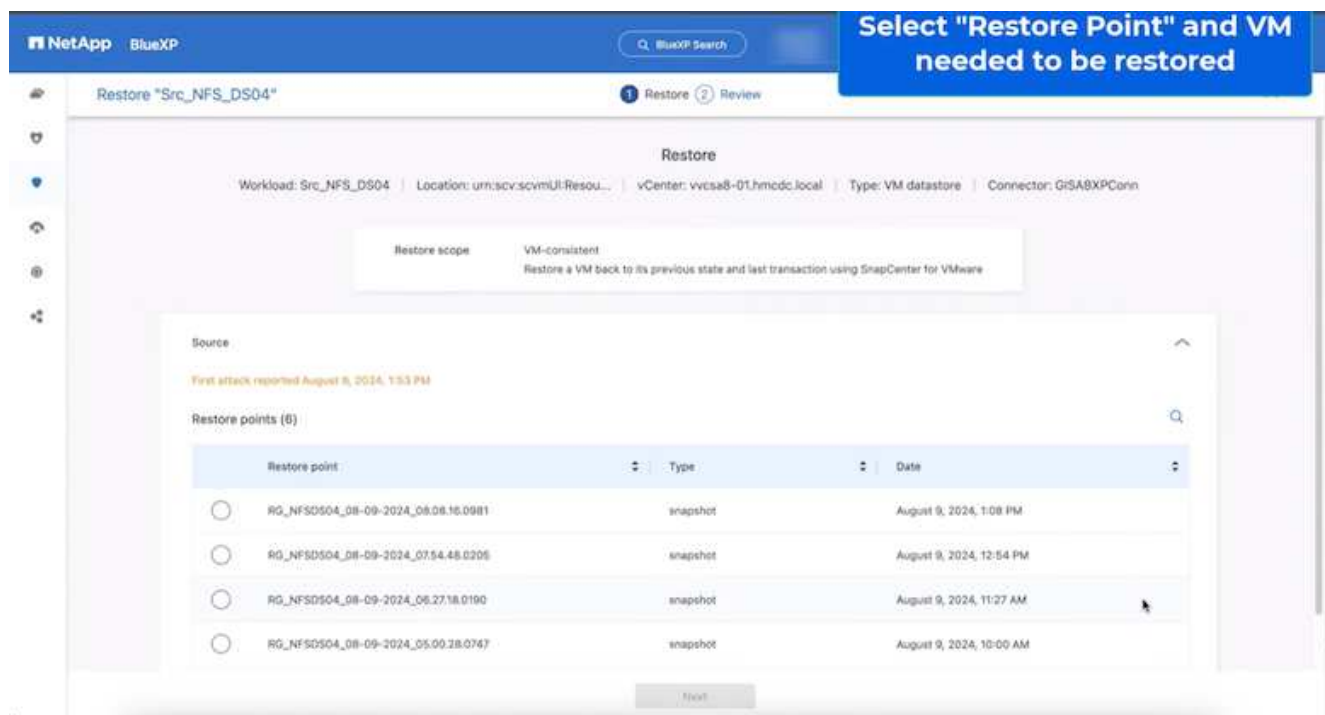 NetApp BlueXP
BlueXP Search
Select "Restore Point" and VM
needed to be restored
Restore "Src_NFS_DS04"
1 Restore 2 Review
Restore
Workload: Src_NFS_DS04 | Location: urn:scv:scvmUI:Resou... | vCenter: vvcsa8-01.hmcdc.local | Type: VM datastore | Connector: GISABXPConn
Restore scope VM-consistent
Restore a VM back to its previous state and last transaction using SnapCenter for VMware
Source
First attack reported August 9, 2024, 1:53 PM
Restore points (6)
Restore point Type Date
RG_NFSDS04_08-09-2024_08.08.16.0981 snapshot August 9, 2024, 1:08 PM
RG_NFSDS04_08-09-2024_07.54.48.0205 snapshot August 9, 2024, 12:54 PM
RG_NFSDS04_08-09-2024_06.27.18.0190 snapshot August 9, 2024, 11:27 AM
RG_NFSDS04_08-09-2024_05.00.28.0747 snapshot August 9, 2024, 10:00 AM
Next